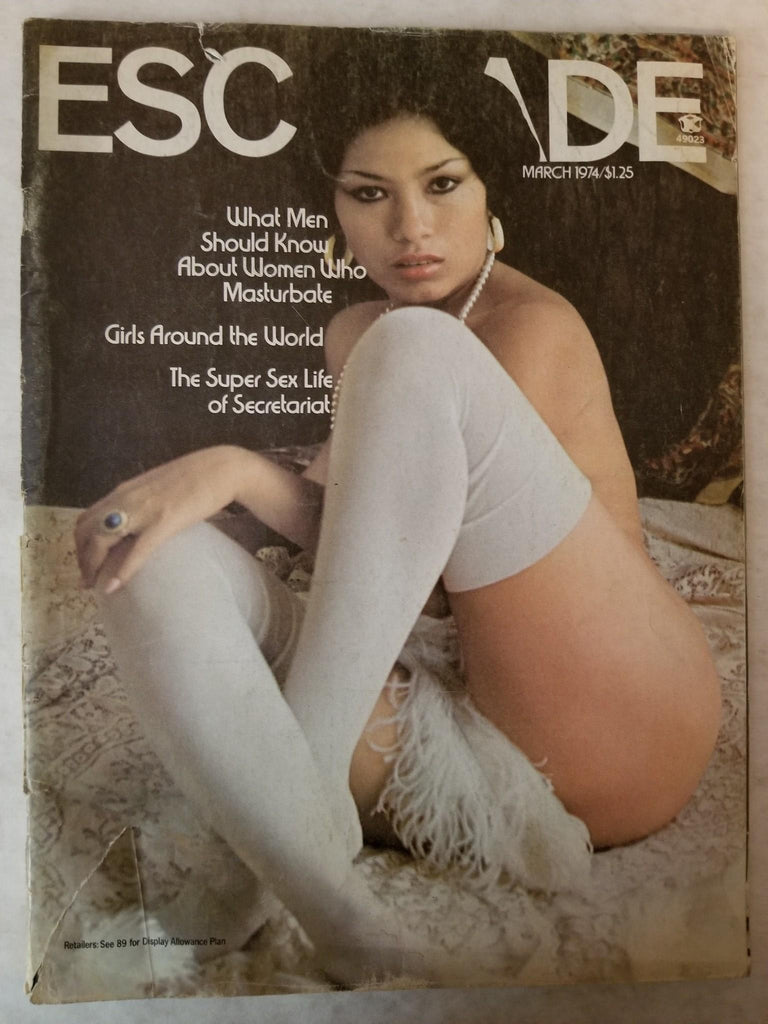 ESC DE
49023
MARCH 1974/$1.25
What Men
Should Know
About Women Who
Masturbate
Girls Around the World
The Super Sex Life
of Secretariat
Retailers: See 89 for Display Allowance Plan